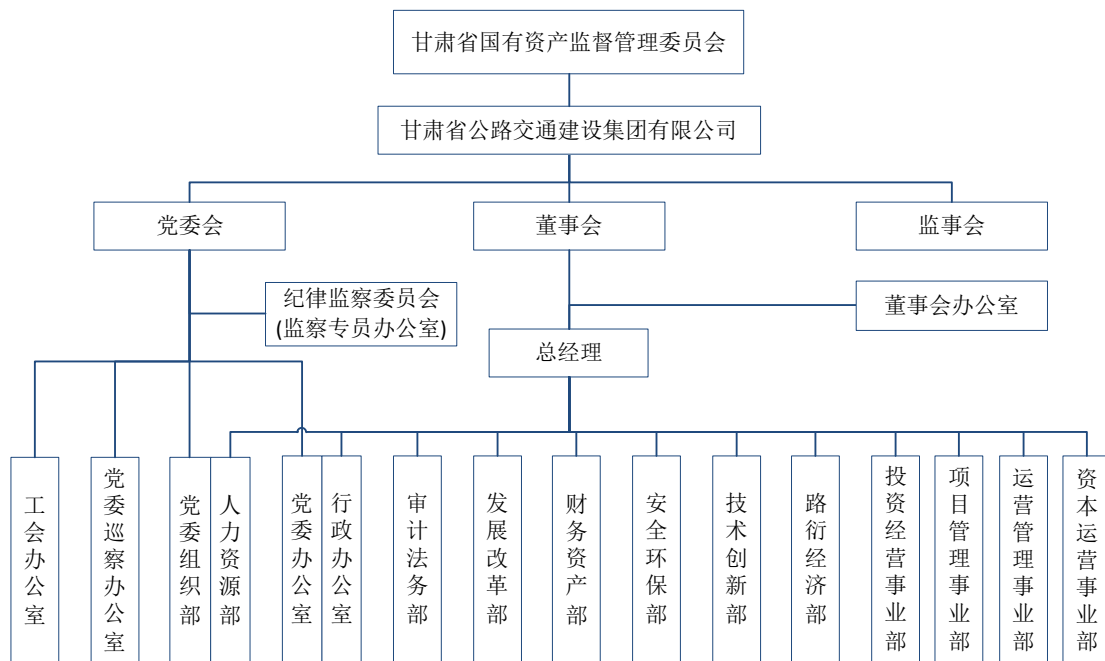 甘肃省国有资产监督管理委员会
甘肃省公路交通建设集团有限公司
党委会
董事会
监事会
纪律监察委员会
(监察专员办公室)
董事会办公室
总经理
工会办公室
党委巡察办公室
党委组织部
人力资源部
党委办公室
行政办公室
审计法务部
发展改革部
财务资产部
安全环保部
技术创新部
路衍经济部
投资经营事业部
项目管理事业部
运营管理事业部
资本运营事业部